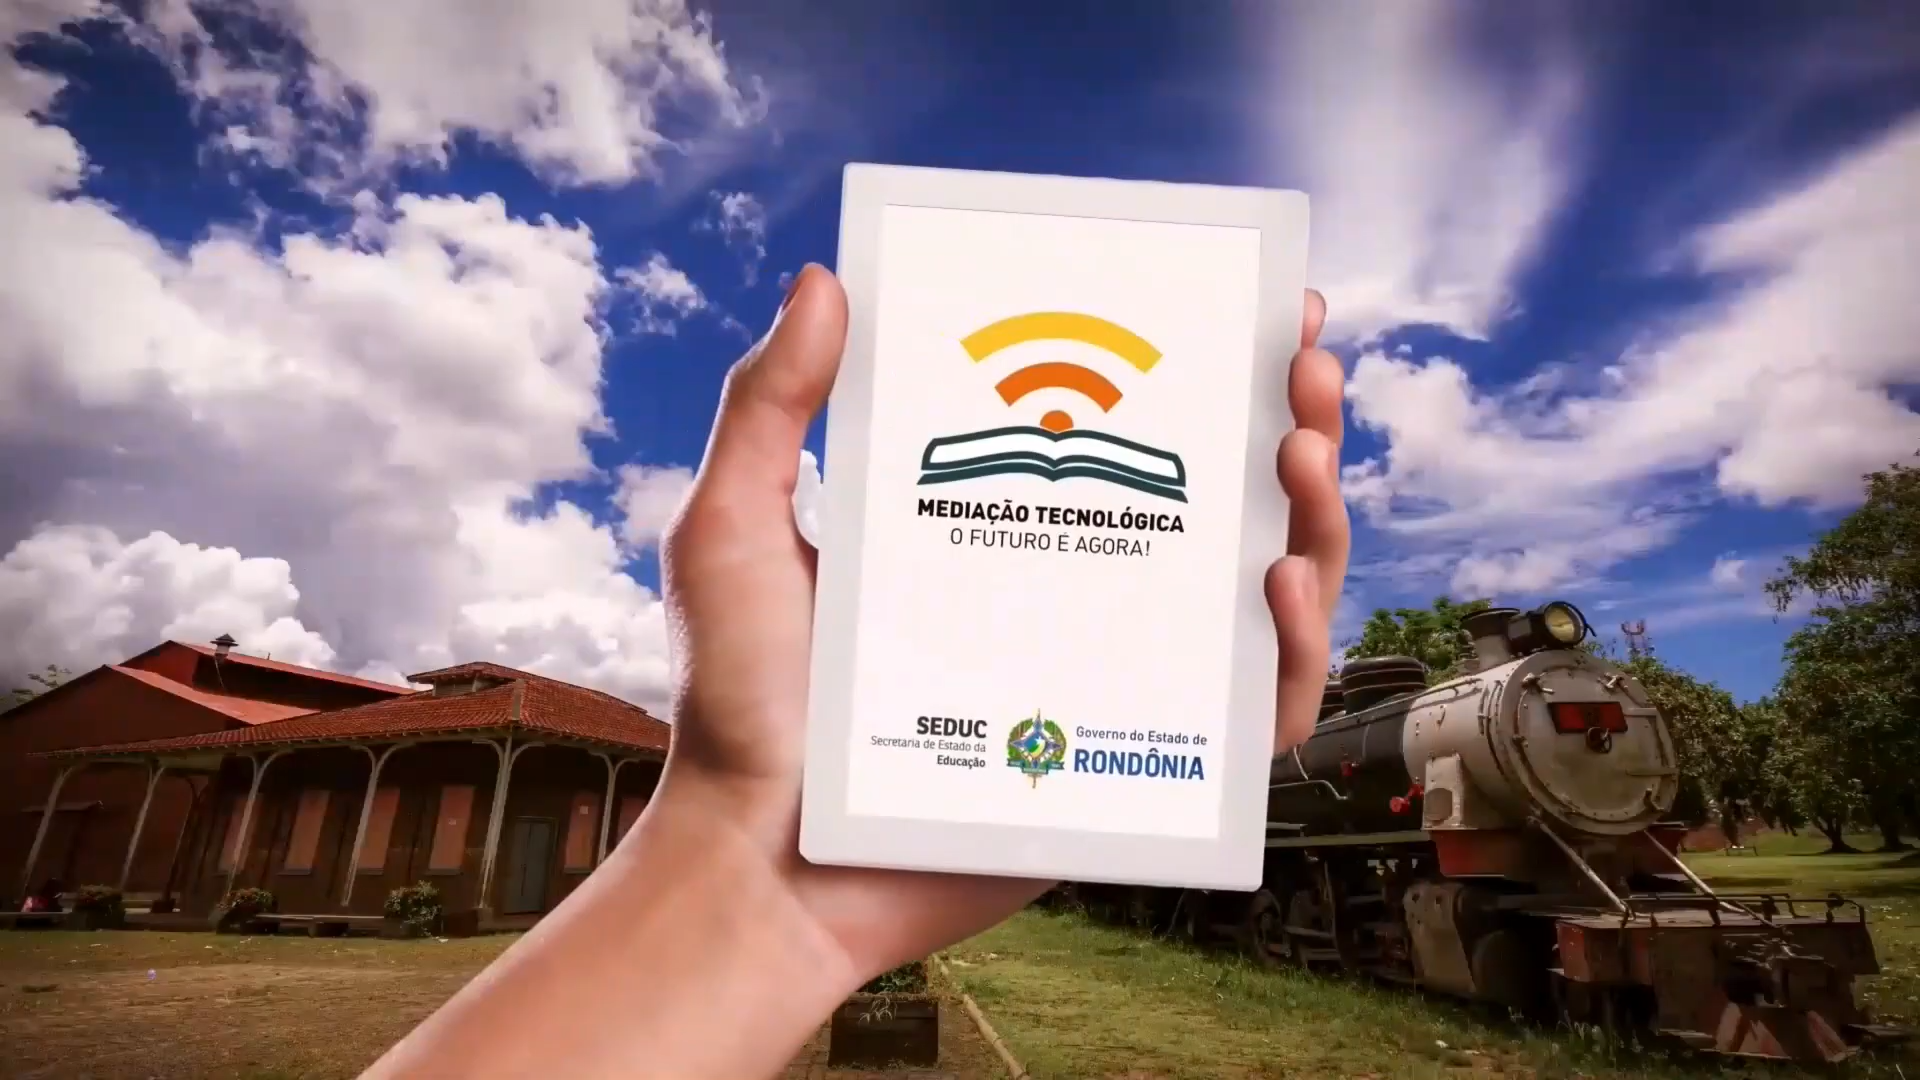 MEDIAÇÃO TECNOLÓGICA
O FUTURO É AGORA!
SEDUC
Secretaria de Estado da
Educação
Governo do Estado de
RONDÔNIA